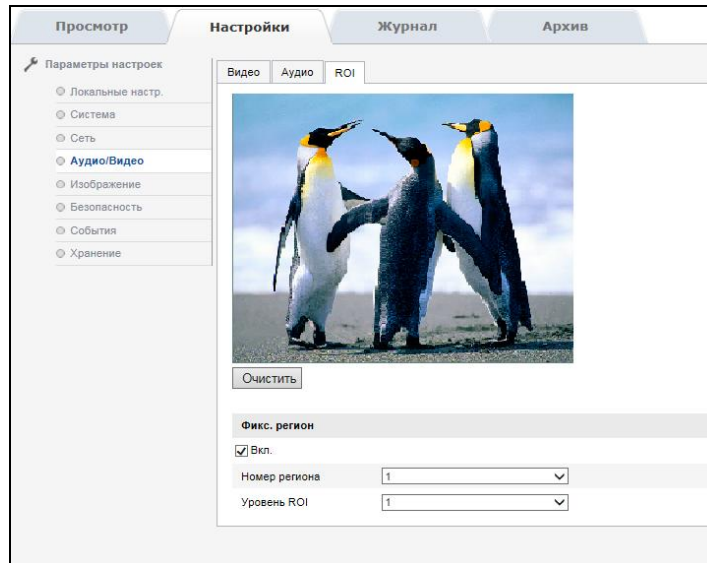 Просмотр Настройки Журнал Архив
Параметры настроек
Локальные настр.
Система
Сеть
Аудио/Видео
Изображение
Безопасность
События
Хранение
Видео Аудио ROI
Очистить
Фикс. регион
Вкл.
Номер региона 1
Уровень ROI 1